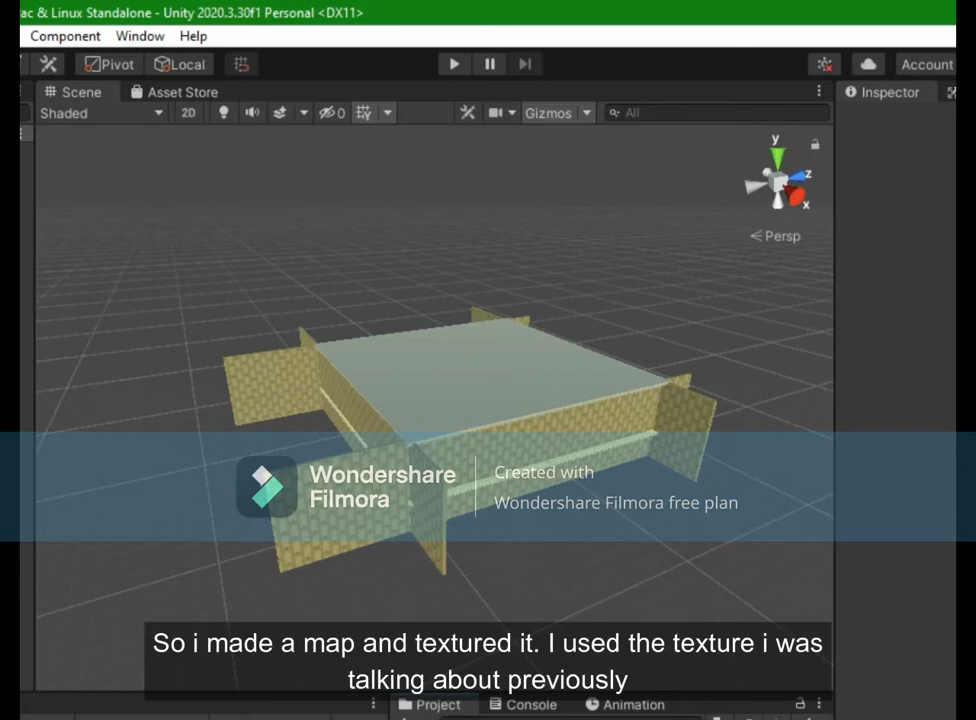 ac & Linux Standalone - Unity 2020.3.30f1 Personal <DX11>
Component Window Help
Pivot Local Account
Scene Asset Store Inspector
Shaded 2D 0 Gizmos All
y
z
x
Persp
Wondershare
Filmora
Created with
Wondershare Filmora free plan
So i made a map and textured it. I used the texture i was
talking about previously
Project Console Animation